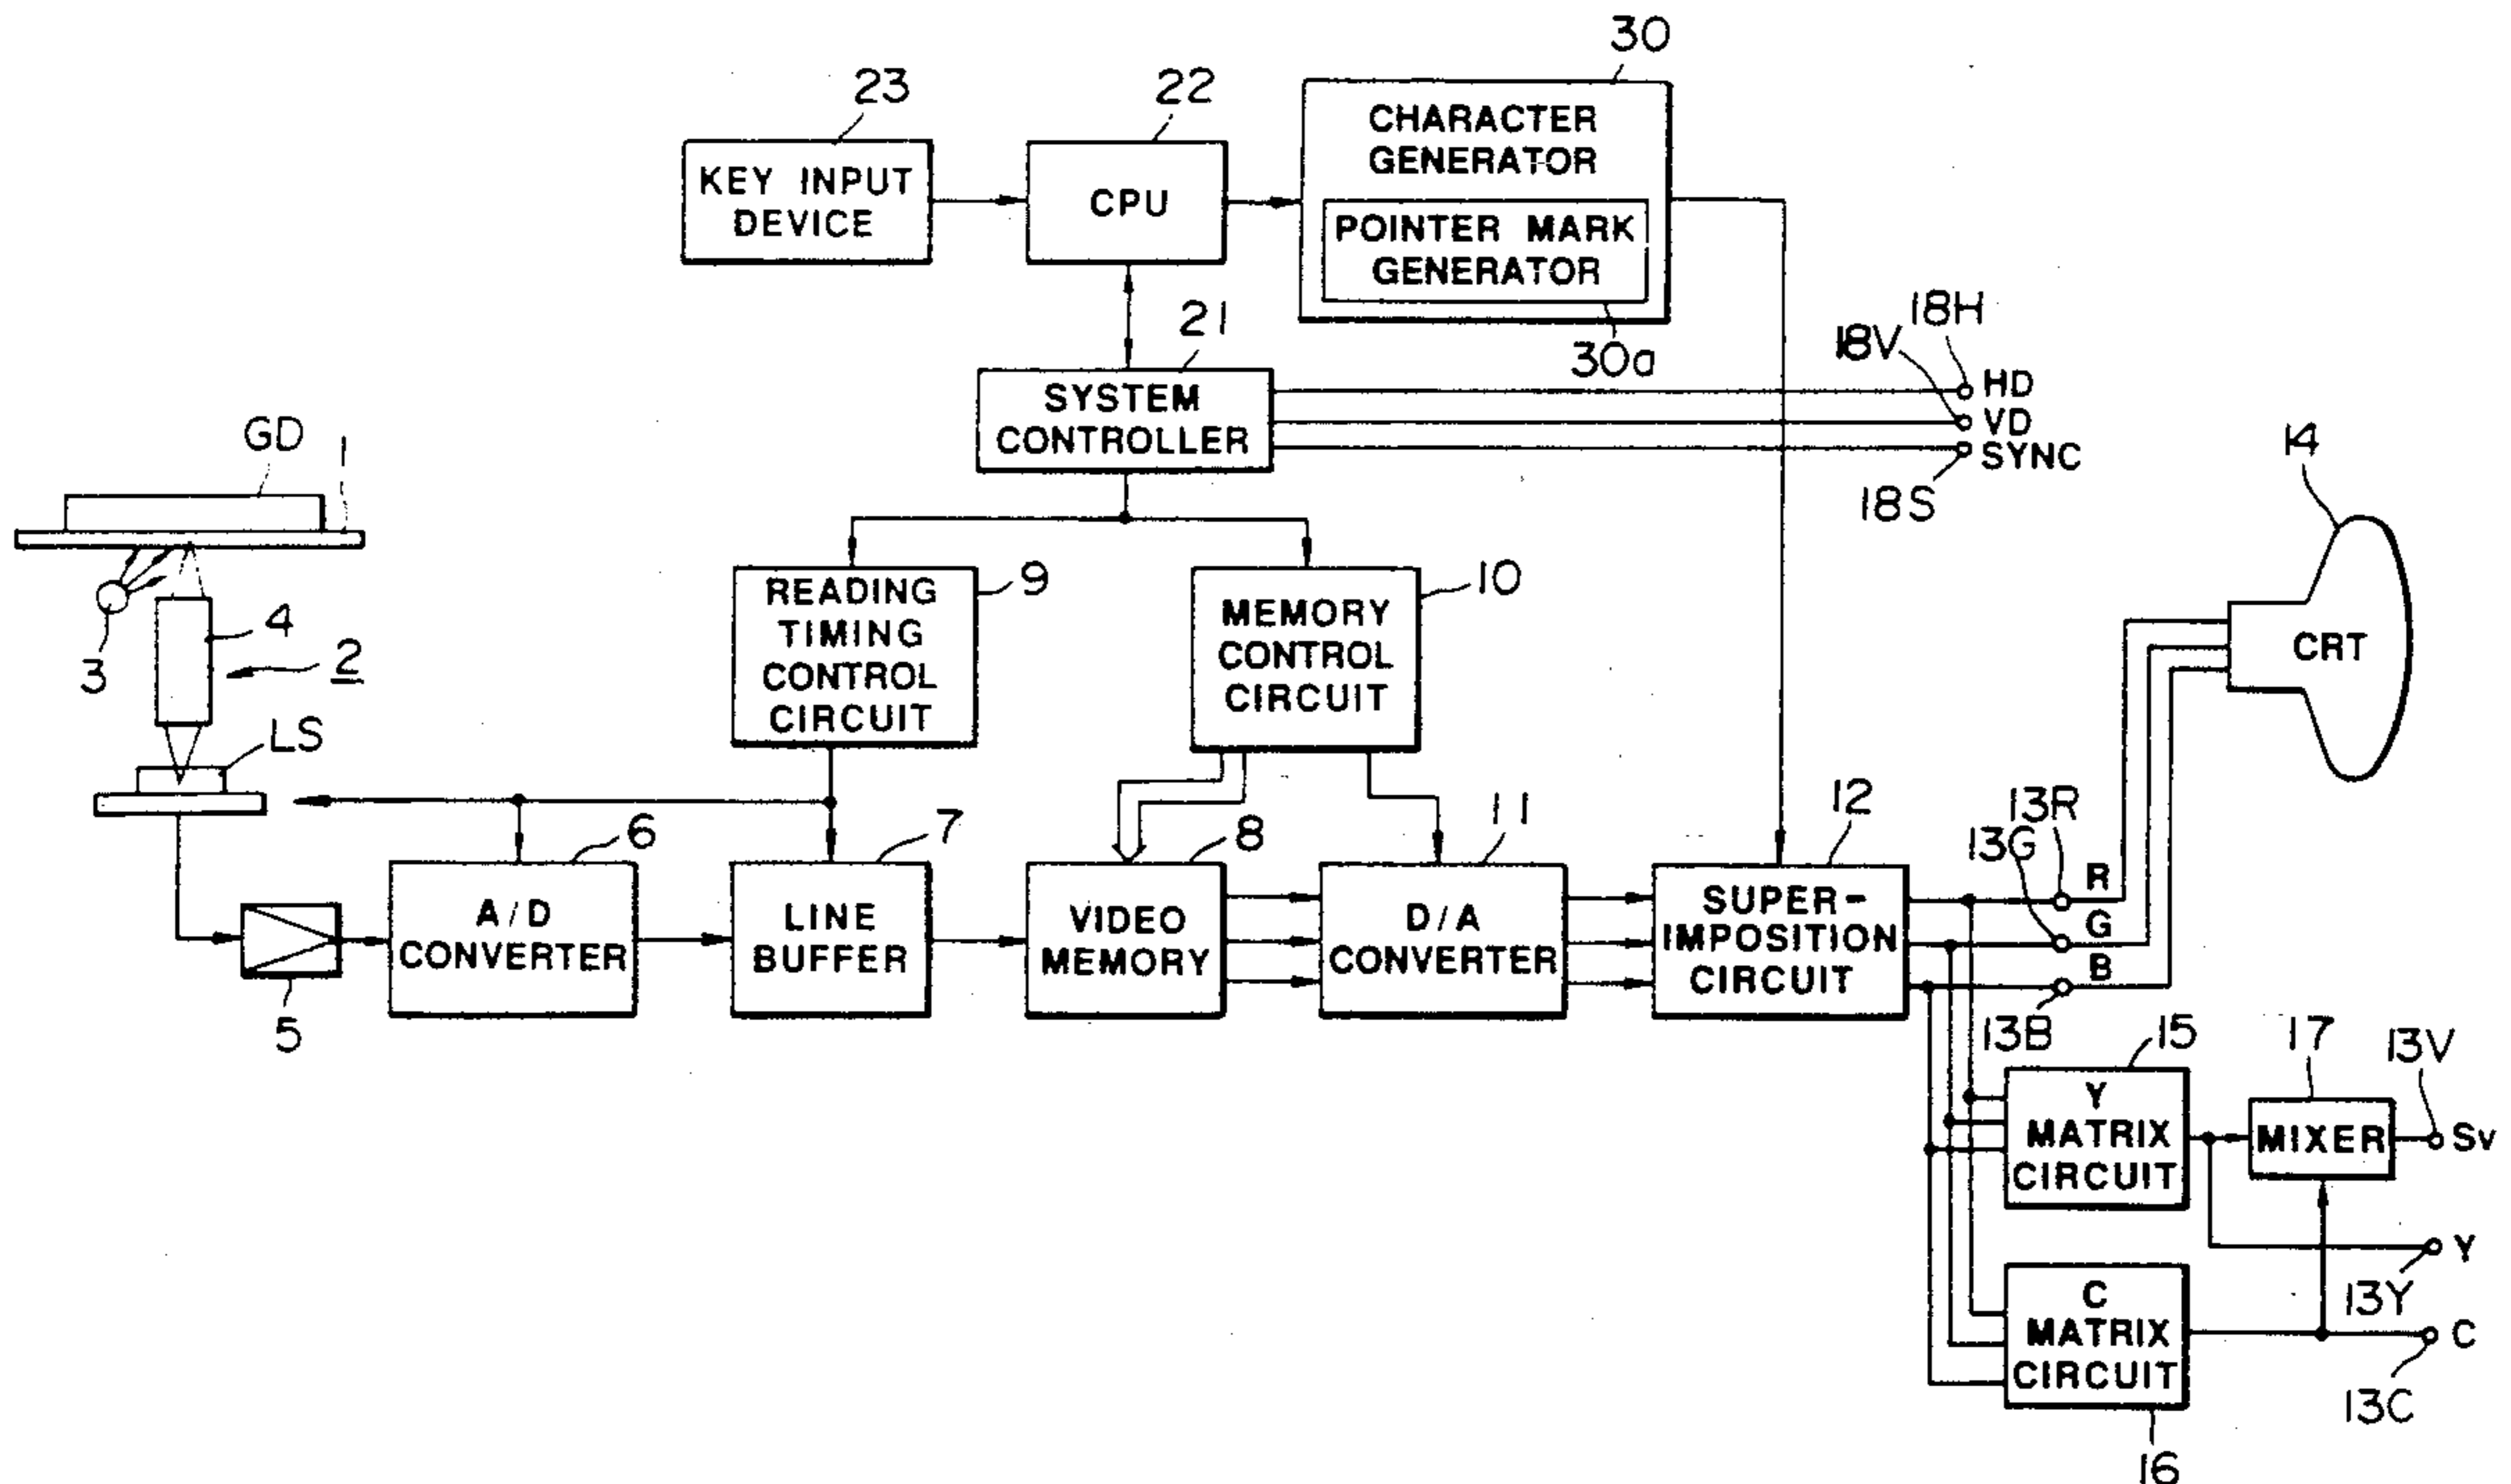 30
23
22
CHARACTER
GENERATOR
KEY INPUT
DEVICE
CPU
POINTER MARK
GENERATOR
30a
21
18H
18V
SYSTEM
CONTROLLER
HD
VD
SYNC
18S
14
GD
1
READING
TIMING
CONTROL
CIRCUIT
9
MEMORY
CONTROL
CIRCUIT
10
CRT
3
4
2
LS
6
7
8
11
12
13R
13G
A/D
CONVERTER
LINE
BUFFER
VIDEO
MEMORY
D/A
CONVERTER
SUPER-
IMPOSITION
CIRCUIT
R
G
B
5
13B
15
17
13V
Y
MATRIX
CIRCUIT
MIXER
Sv
Y
13Y
C
MATRIX
CIRCUIT
C
13C
16